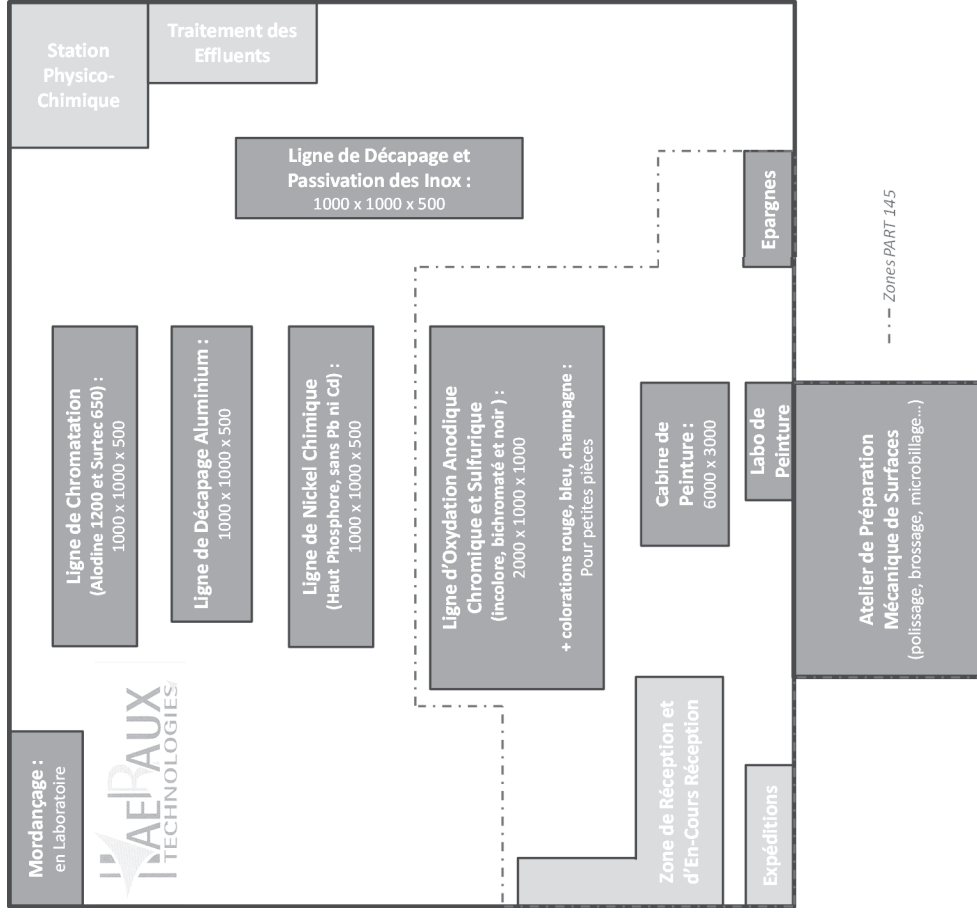 Station
Physico-
Chimique
Traitement des
Effluents
Ligne de Décapage et
Passivation des Inox :
1000 x 1000 x 500
Epargnes
Zones PART 145
Ligne de Chromatation
(Alodine 1200 et Surtec 650) :
1000 x 1000 x 500
Ligne de Décapage Aluminium :
1000 x 1000 x 500
Ligne de Nickel Chimique
(Haut Phosphore, sans Pb ni Cd) :
1000 x 1000 x 500
Ligne d'Oxydation Anodique
Chromique et Sulfurique
(incolore, bichromaté et noir ) :
2000 x 1000 x 1000
+ colorations rouge, bleu, champagne :
Pour petites pièces
Cabine de
Peinture :
6000 x 3000
Labo de
Peinture
Atelier de Préparation
Mécanique de Surfaces
(polissage, brossage, microbillage...)
Mordançage :
en Laboratoire
HAERAUX
TECHNOLOGIES
Zone de Réception et
d'En-Cours Réception
Expéditions